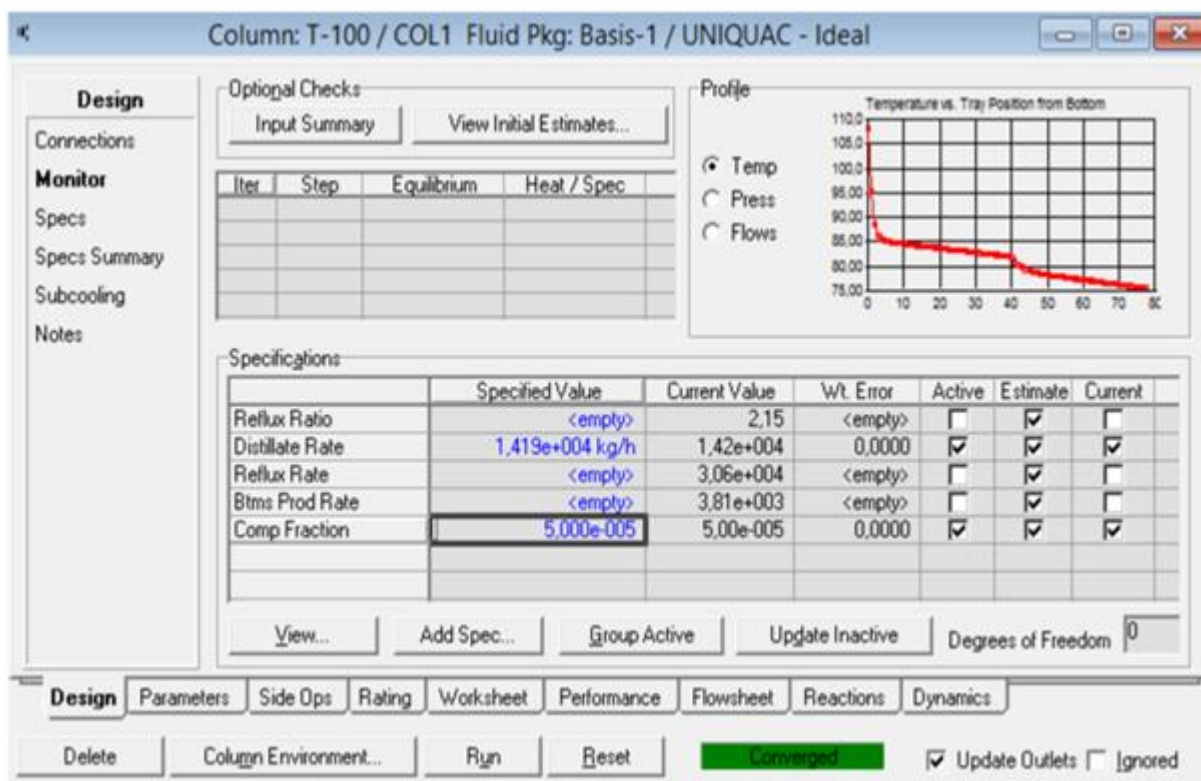 Column: T-100 / COL1 Fluid Pkg: Basis-1 / UNIQUAC - Ideal
Design
Connections
Monitor
Specs
Specs Summary
Subcooling
Notes
Optional Checks
Input Summary
View Initial Estimates...
Iter Step Equilibrium Heat / Spec
Profile
Temp
Press
Flows
Temperature vs. Tray Position from Bottom
110,0
105,0
100,0
95,00
90,00
85,00
80,00
75,00
0 10 20 30 40 50 60 70
Specifications
Specified Value Current Value Wt. Error Active Estimate Current
Reflux Ratio <empty> 2,15 <empty>
Distillate Rate 1,419e+004 kg/h 1,42e+004 0,0000
Reflux Rate <empty> 3,06e+004 <empty>
Btms Prod Rate <empty> 3,81e+003 <empty>
Comp Fraction 5,000e-005 5,00e-005 0,0000
View... Add Spec... Group Active Update Inactive Degrees of Freedom 0
Design Parameters Side Ops Rating Worksheet Performance Flowsheet Reactions Dynamics
Delete Column Environment... Run Reset Converged Update Outlets Ignored